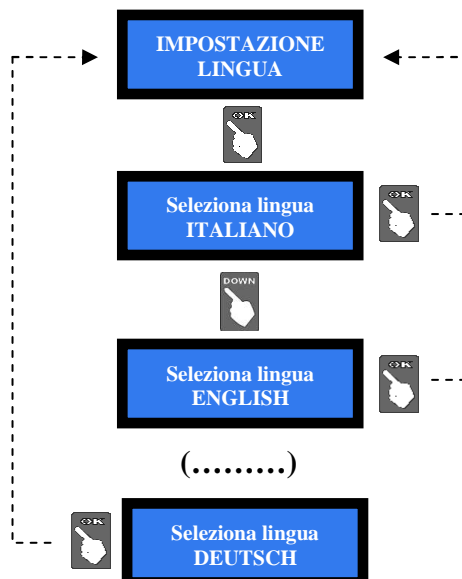 IMPOSTAZIONE
LINGUA
OK
Seleziona lingua
ITALIANO
OK
DOWN
Seleziona lingua
ENGLISH
OK
(.........)
OK
Seleziona lingua
DEUTSCH